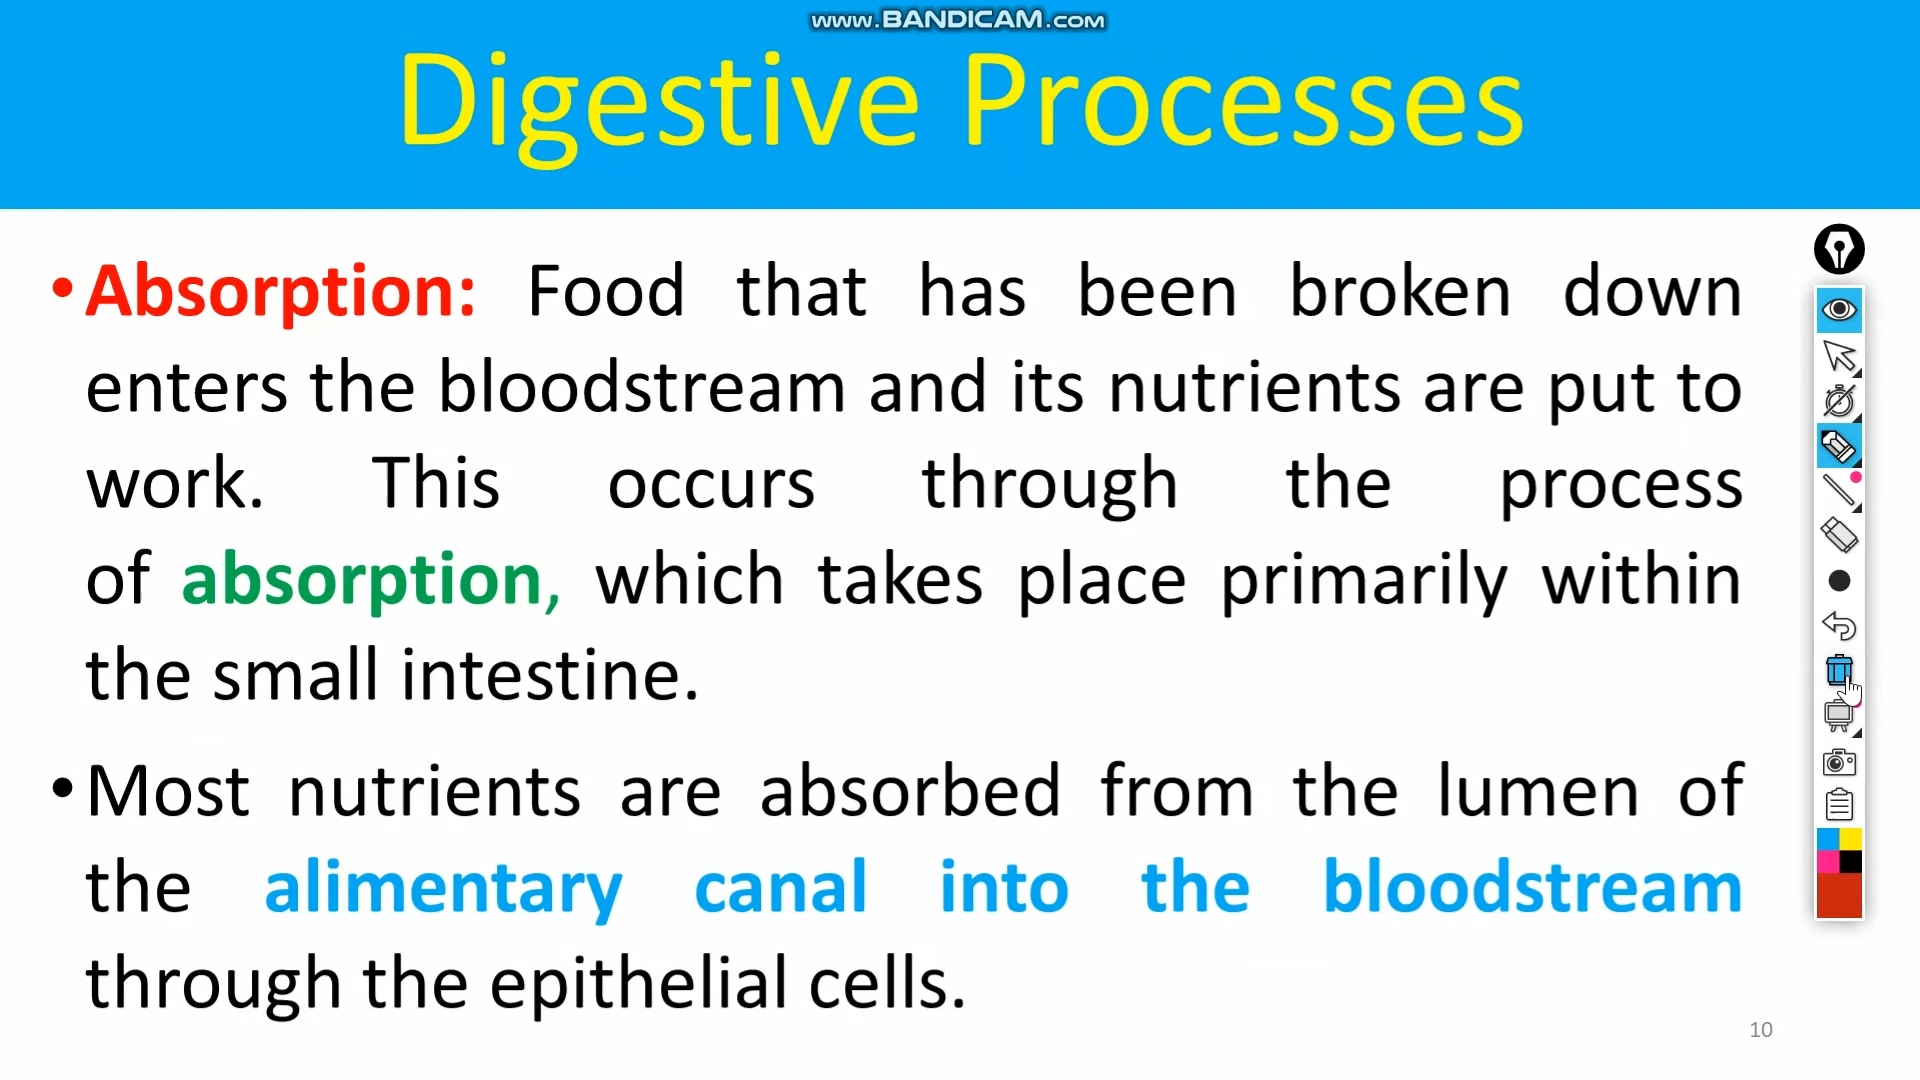 www.BANDICAM.com
Digestive Processes
•Absorption: Food that has been broken down
enters the bloodstream and its nutrients are put to
work. This occurs through the process
of absorption, which takes place primarily within
the small intestine.
•Most nutrients are absorbed from the lumen of
the alimentary canal into the bloodstream
through the epithelial cells.
10